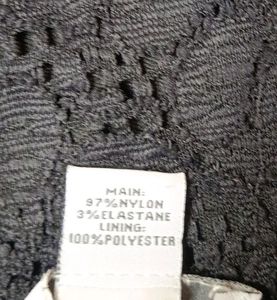 MAIN:
97%NYLON
3%ELASTANE
LINING:
100%POLYESTER